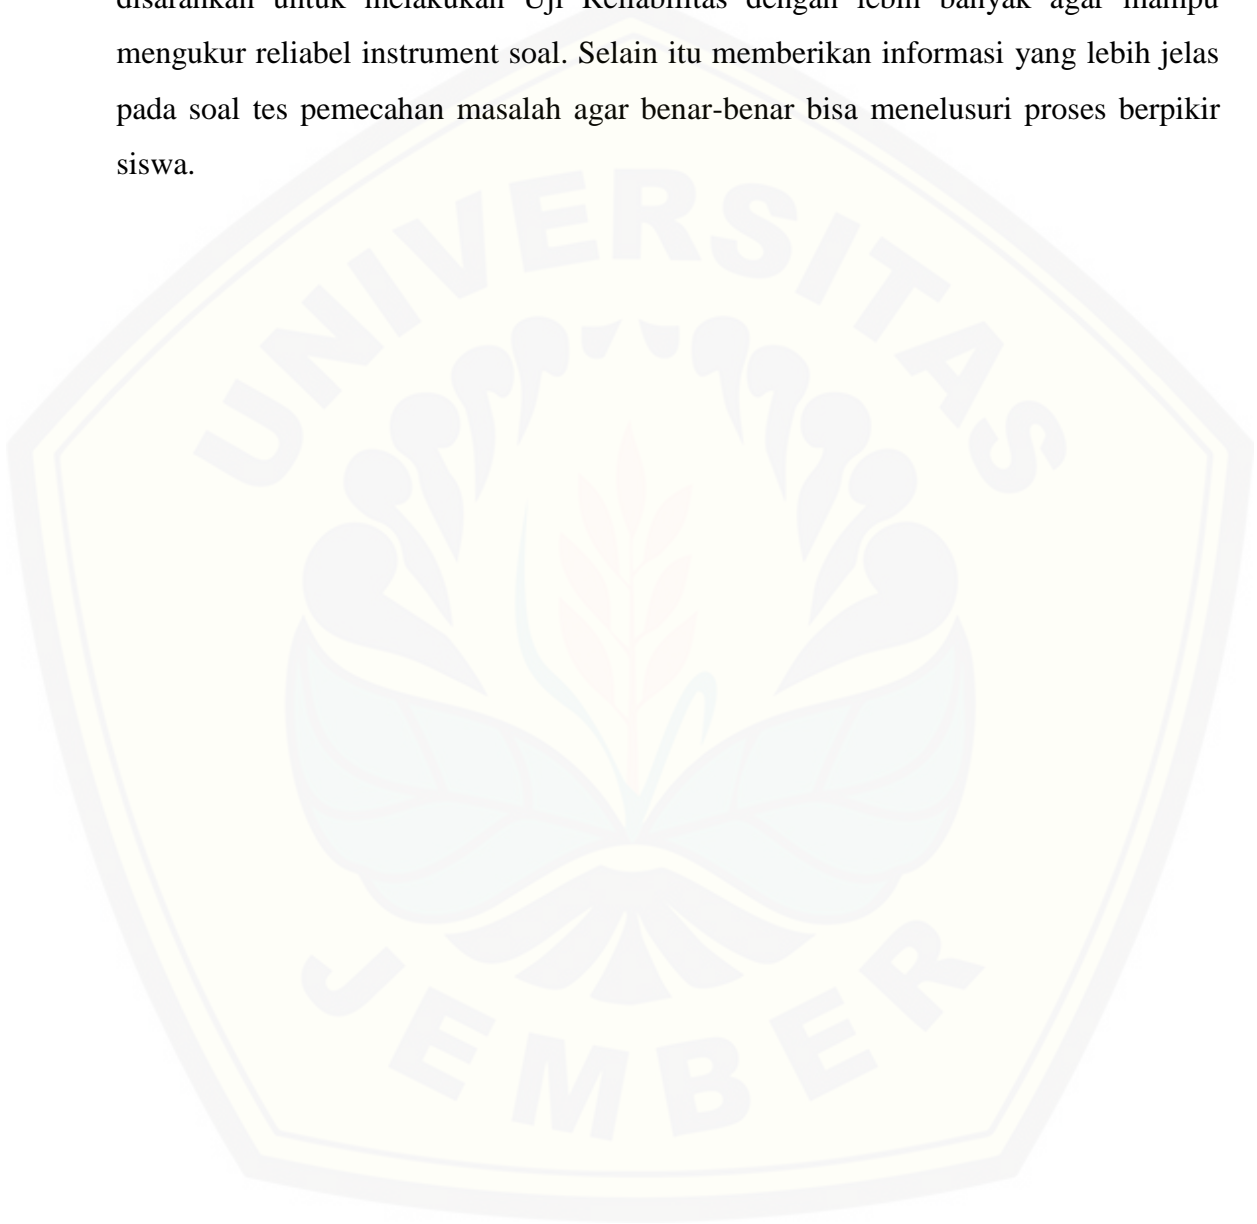 disarankan untuk melakukan Uji Reliabilitas dengan lebih banyak agar mampu
mengukur reliabel instrument soal. Selain itu memberikan informasi yang lebih jelas
pada soal tes pemecahan masalah agar benar-benar bisa menelusuri proses berpikir
siswa.
UNIVERSITAS
JEMBER